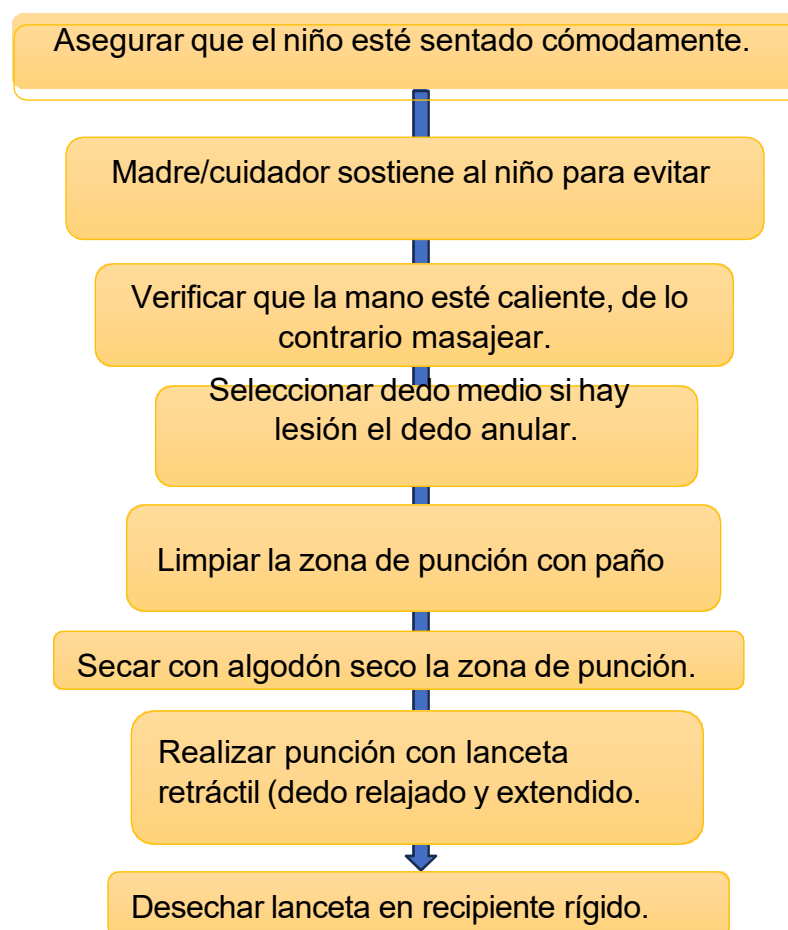 Asegurar que el niño esté sentado cómodamente.
Madre/cuidador sostiene al niño para evitar
Verificar que la mano esté caliente, de lo
contrario masajear.
Seleccionar dedo medio si hay
lesión el dedo anular.
Limpiar la zona de punción con paño
Secar con algodón seco la zona de punción.
Realizar punción con lanceta
retráctil (dedo relajado y extendido.
Desechar lanceta en recipiente rígido.